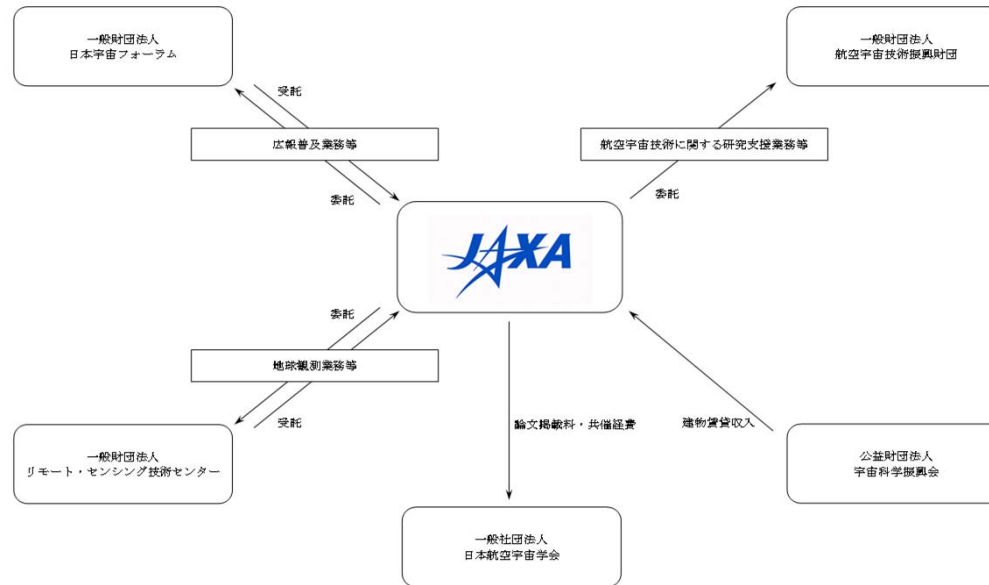 一般財団法人
日本宇宙フォーラム
一般財団法人
航空宇宙技術振興財団
受託
広報普及業務等
航空宇宙技術に関する研究支援業務等
委託
委託
JAXA
委託
地球観測業務等
受託
論文掲載料・共催経費
建物賃貸収入
一般財団法人
リモート・センシング技術センター
公益財団法人
宇宙科学振興会
一般社団法人
日本航空宇宙学会